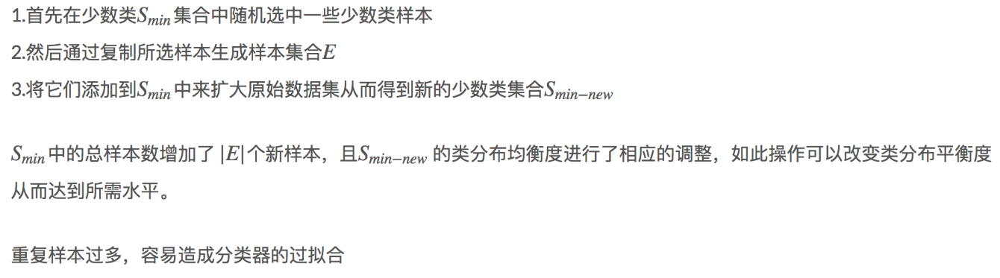 1.首先在少数类$S_{min}$集合中随机选中一些少数类样本
2.然后通过复制所选样本生成样本集合$E$
3.将它们添加到$S_{min}$中来扩大原始数据集从而得到新的少数类集合$S_{min-new}$
$S_{min}$中的总样本数增加了 $|E|$个新样本，且$S_{min-new}$ 的类分布均衡度进行了相应的调整，如此操作可以改变类分布平衡度
从而达到所需水平。
重复样本过多，容易造成分类器的过拟合